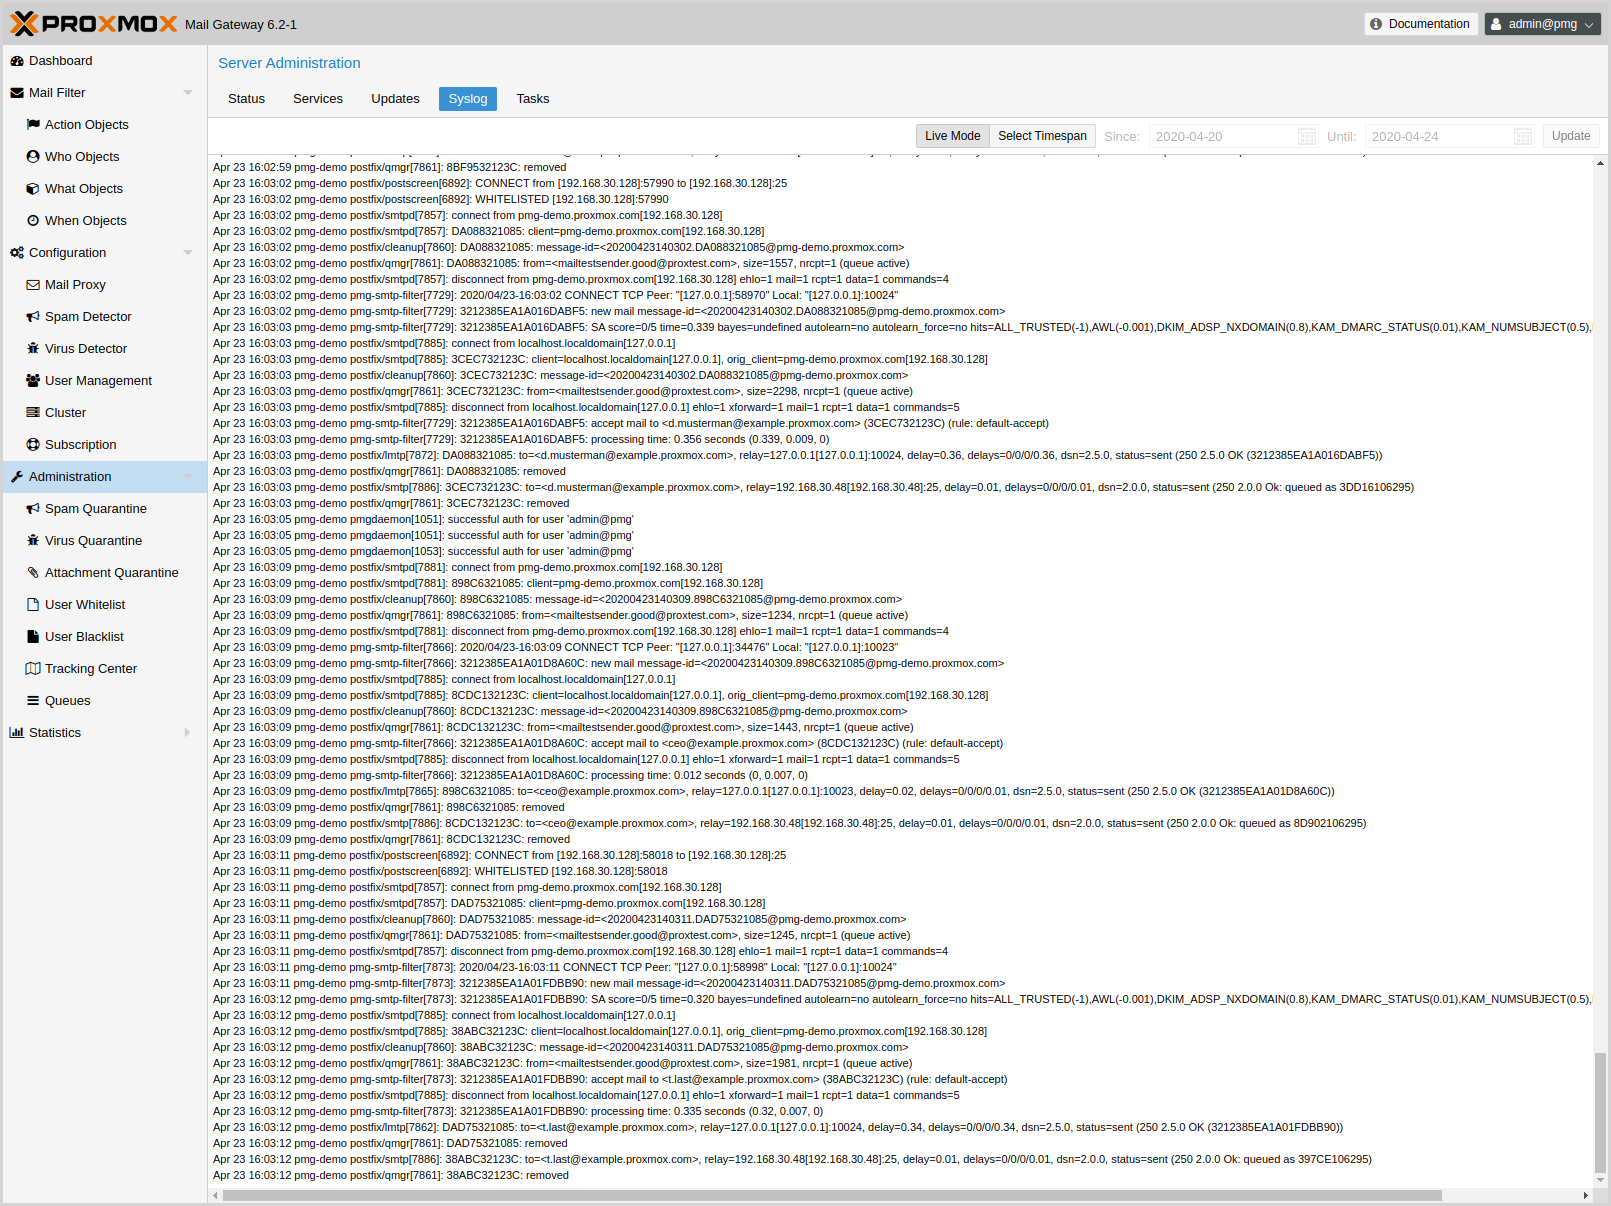 PROXMOX Mail Gateway 6.2-1
Documentation
admin@pmg
Dashboard
Mail Filter
Action Objects
Who Objects
What Objects
When Objects
Configuration
Mail Proxy
Spam Detector
Virus Detector
User Management
Cluster
Subscription
Administration
Spam Quarantine
Virus Quarantine
Attachment Quarantine
User Whitelist
User Blacklist
Tracking Center
Queues
Statistics
Server Administration
Status Services Updates Syslog Tasks
Live Mode Select Timespan Since: 2020-04-20 Until: 2020-04-24 Update
Apr 23 16:02:59 pmg-demo postfix/qmgr[7861]: 8BF9532123C: removed
Apr 23 16:03:02 pmg-demo postfix/postscreen[6892]: CONNECT from [192.168.30.128]:57990 to [192.168.30.128]:25
Apr 23 16:03:02 pmg-demo postfix/postscreen[6892]: WHITELISTED [192.168.30.128]:57990
Apr 23 16:03:02 pmg-demo postfix/smtpd[7857]: connect from pmg-demo.proxmox.com[192.168.30.128]
Apr 23 16:03:02 pmg-demo postfix/smtpd[7857]: DA088321085: client=pmg-demo.proxmox.com[192.168.30.128]
Apr 23 16:03:02 pmg-demo postfix/cleanup[7860]: DA088321085: message-id=<20200423140302.DA088321085@pmg-demo.proxmox.com>
Apr 23 16:03:02 pmg-demo postfix/qmgr[7861]: DA088321085: from=<mailtestsender.good@proxtest.com>, size=1557, nrcpt=1 (queue active)
Apr 23 16:03:02 pmg-demo postfix/smtpd[7857]: disconnect from pmg-demo.proxmox.com[192.168.30.128] ehlo=1 mail=1 rcpt=1 data=1 commands=4
Apr 23 16:03:02 pmg-demo pmg-smtp-filter[7729]: 2020/04/23-16:03:02 CONNECT TCP Peer: "[127.0.0.1]:58970" Local: "[127.0.0.1]:10024"
Apr 23 16:03:02 pmg-demo pmg-smtp-filter[7729]: 3212385EA1A016DABF5: new mail message-id=<20200423140302.DA088321085@pmg-demo.proxmox.com>
Apr 23 16:03:03 pmg-demo pmg-smtp-filter[7729]: 3212385EA1A016DABF5: SA score=0/5 time=0.339 bayes=undefined autolearn=no autolearn_force=no hits=ALL_TRUSTED(-1),AWL(-0.001),DKIM_ADSP_NXDOMAIN(0.8),KAM_DMARC_STATUS(0.01),KAM_NUMSUBJECT(0.5),
Apr 23 16:03:03 pmg-demo postfix/smtpd[7885]: connect from localhost.localdomain[127.0.0.1]
Apr 23 16:03:03 pmg-demo postfix/smtpd[7885]: 3CEC732123C: client=localhost.localdomain[127.0.0.1], orig_client=pmg-demo.proxmox.com[192.168.30.128]
Apr 23 16:03:03 pmg-demo postfix/cleanup[7860]: 3CEC732123C: message-id=<20200423140302.DA088321085@pmg-demo.proxmox.com>
Apr 23 16:03:03 pmg-demo postfix/qmgr[7861]: 3CEC732123C: from=<mailtestsender.good@proxtest.com>, size=2298, nrcpt=1 (queue active)
Apr 23 16:03:03 pmg-demo postfix/smtpd[7885]: disconnect from localhost.localdomain[127.0.0.1] ehlo=1 xforward=1 mail=1 rcpt=1 data=1 commands=5
Apr 23 16:03:03 pmg-demo pmg-smtp-filter[7729]: 3212385EA1A016DABF5: accept mail to <d.musterman@example.proxmox.com> (3CEC732123C) (rule: default-accept)
Apr 23 16:03:03 pmg-demo pmg-smtp-filter[7729]: 3212385EA1A016DABF5: processing time: 0.356 seconds (0.339, 0.009, 0)
Apr 23 16:03:03 pmg-demo postfix/lmtp[7872]: DA088321085: to=<d.musterman@example.proxmox.com>, relay=127.0.0.1[127.0.0.1]:10024, delay=0.36, delays=0/0/0/0.36, dsn=2.5.0, status=sent (250 2.5.0 OK (3212385EA1A016DABF5))
Apr 23 16:03:03 pmg-demo postfix/qmgr[7861]: DA088321085: removed
Apr 23 16:03:03 pmg-demo postfix/smtp[7886]: 3CEC732123C: to=<d.musterman@example.proxmox.com>, relay=192.168.30.48[192.168.30.48]:25, delay=0.01, delays=0/0/0/0.01, dsn=2.0.0, status=sent (250 2.0.0 Ok: queued as 3DD16106295)
Apr 23 16:03:03 pmg-demo postfix/qmgr[7861]: 3CEC732123C: removed
Apr 23 16:03:05 pmg-demo pmgdaemon[1051]: successful auth for user 'admin@pmg'
Apr 23 16:03:05 pmg-demo pmgdaemon[1051]: successful auth for user 'admin@pmg'
Apr 23 16:03:05 pmg-demo pmgdaemon[1053]: successful auth for user 'admin@pmg'
Apr 23 16:03:09 pmg-demo postfix/smtpd[7881]: connect from pmg-demo.proxmox.com[192.168.30.128]
Apr 23 16:03:09 pmg-demo postfix/smtpd[7881]: 898C6321085: client=pmg-demo.proxmox.com[192.168.30.128]
Apr 23 16:03:09 pmg-demo postfix/cleanup[7860]: 898C6321085: message-id=<20200423140309.898C6321085@pmg-demo.proxmox.com>
Apr 23 16:03:09 pmg-demo postfix/qmgr[7861]: 898C6321085: from=<mailtestsender.good@proxtest.com>, size=1234, nrcpt=1 (queue active)
Apr 23 16:03:09 pmg-demo postfix/smtpd[7881]: disconnect from pmg-demo.proxmox.com[192.168.30.128] ehlo=1 mail=1 rcpt=1 data=1 commands=4
Apr 23 16:03:09 pmg-demo pmg-smtp-filter[7866]: 2020/04/23-16:03:09 CONNECT TCP Peer: "[127.0.0.1]:34476" Local: "[127.0.0.1]:10023"
Apr 23 16:03:09 pmg-demo pmg-smtp-filter[7866]: 3212385EA1A01D8A60C: new mail message-id=<20200423140309.898C6321085@pmg-demo.proxmox.com>
Apr 23 16:03:09 pmg-demo postfix/smtpd[7885]: connect from localhost.localdomain[127.0.0.1]
Apr 23 16:03:09 pmg-demo postfix/smtpd[7885]: 8CDC132123C: client=localhost.localdomain[127.0.0.1], orig_client=pmg-demo.proxmox.com[192.168.30.128]
Apr 23 16:03:09 pmg-demo postfix/cleanup[7860]: 8CDC132123C: message-id=<20200423140309.898C6321085@pmg-demo.proxmox.com>
Apr 23 16:03:09 pmg-demo postfix/qmgr[7861]: 8CDC132123C: from=<mailtestsender.good@proxtest.com>, size=1443, nrcpt=1 (queue active)
Apr 23 16:03:09 pmg-demo pmg-smtp-filter[7866]: 3212385EA1A01D8A60C: accept mail to <ceo@example.proxmox.com> (8CDC132123C) (rule: default-accept)
Apr 23 16:03:09 pmg-demo postfix/smtpd[7885]: disconnect from localhost.localdomain[127.0.0.1] ehlo=1 xforward=1 mail=1 rcpt=1 data=1 commands=5
Apr 23 16:03:09 pmg-demo pmg-smtp-filter[7866]: 3212385EA1A01D8A60C: processing time: 0.012 seconds (0, 0.007, 0)
Apr 23 16:03:09 pmg-demo postfix/lmtp[7865]: 898C6321085: to=<ceo@example.proxmox.com>, relay=127.0.0.1[127.0.0.1]:10023, delay=0.02, delays=0/0/0/0.01, dsn=2.5.0, status=sent (250 2.5.0 OK (3212385EA1A01D8A60C))
Apr 23 16:03:09 pmg-demo postfix/qmgr[7861]: 898C6321085: removed
Apr 23 16:03:09 pmg-demo postfix/smtp[7886]: 8CDC132123C: to=<ceo@example.proxmox.com>, relay=192.168.30.48[192.168.30.48]:25, delay=0.01, delays=0/0/0/0.01, dsn=2.0.0, status=sent (250 2.0.0 Ok: queued as 8D902106295)
Apr 23 16:03:09 pmg-demo postfix/qmgr[7861]: 8CDC132123C: removed
Apr 23 16:03:11 pmg-demo postfix/postscreen[6892]: CONNECT from [192.168.30.128]:58018 to [192.168.30.128]:25
Apr 23 16:03:11 pmg-demo postfix/postscreen[6892]: WHITELISTED [192.168.30.128]:58018
Apr 23 16:03:11 pmg-demo postfix/smtpd[7857]: connect from pmg-demo.proxmox.com[192.168.30.128]
Apr 23 16:03:11 pmg-demo postfix/smtpd[7857]: DAD75321085: client=pmg-demo.proxmox.com[192.168.30.128]
Apr 23 16:03:11 pmg-demo postfix/cleanup[7860]: DAD75321085: message-id=<20200423140311.DAD75321085@pmg-demo.proxmox.com>
Apr 23 16:03:11 pmg-demo postfix/qmgr[7861]: DAD75321085: from=<mailtestsender.good@proxtest.com>, size=1245, nrcpt=1 (queue active)
Apr 23 16:03:11 pmg-demo postfix/smtpd[7857]: disconnect from pmg-demo.proxmox.com[192.168.30.128] ehlo=1 mail=1 rcpt=1 data=1 commands=4
Apr 23 16:03:11 pmg-demo pmg-smtp-filter[7873]: 2020/04/23-16:03:11 CONNECT TCP Peer: "[127.0.0.1]:58998" Local: "[127.0.0.1]:10024"
Apr 23 16:03:11 pmg-demo pmg-smtp-filter[7873]: 3212385EA1A01FDBB90: new mail message-id=<20200423140311.DAD75321085@pmg-demo.proxmox.com>
Apr 23 16:03:12 pmg-demo pmg-smtp-filter[7873]: 3212385EA1A01FDBB90: SA score=0/5 time=0.320 bayes=undefined autolearn=no autolearn_force=no hits=ALL_TRUSTED(-1),AWL(-0.001),DKIM_ADSP_NXDOMAIN(0.8),KAM_DMARC_STATUS(0.01),KAM_NUMSUBJECT(0.5),
Apr 23 16:03:12 pmg-demo postfix/smtpd[7885]: connect from localhost.localdomain[127.0.0.1]
Apr 23 16:03:12 pmg-demo postfix/smtpd[7885]: 38ABC32123C: client=localhost.localdomain[127.0.0.1], orig_client=pmg-demo.proxmox.com[192.168.30.128]
Apr 23 16:03:12 pmg-demo postfix/cleanup[7860]: 38ABC32123C: message-id=<20200423140311.DAD75321085@pmg-demo.proxmox.com>
Apr 23 16:03:12 pmg-demo postfix/qmgr[7861]: 38ABC32123C: from=<mailtestsender.good@proxtest.com>, size=1981, nrcpt=1 (queue active)
Apr 23 16:03:12 pmg-demo pmg-smtp-filter[7873]: 3212385EA1A01FDBB90: accept mail to <t.last@example.proxmox.com> (38ABC32123C) (rule: default-accept)
Apr 23 16:03:12 pmg-demo postfix/smtpd[7885]: disconnect from localhost.localdomain[127.0.0.1] ehlo=1 xforward=1 mail=1 rcpt=1 data=1 commands=5
Apr 23 16:03:12 pmg-demo pmg-smtp-filter[7873]: 3212385EA1A01FDBB90: processing time: 0.335 seconds (0.32, 0.007, 0)
Apr 23 16:03:12 pmg-demo postfix/lmtp[7862]: DAD75321085: to=<t.last@example.proxmox.com>, relay=127.0.0.1[127.0.0.1]:10024, delay=0.34, delays=0/0/0/0.34, dsn=2.5.0, status=sent (250 2.5.0 OK (3212385EA1A01FDBB90))
Apr 23 16:03:12 pmg-demo postfix/qmgr[7861]: DAD75321085: removed
Apr 23 16:03:12 pmg-demo postfix/smtp[7886]: 38ABC32123C: to=<t.last@example.proxmox.com>, relay=192.168.30.48[192.168.30.48]:25, delay=0.01, delays=0/0/0/0.01, dsn=2.0.0, status=sent (250 2.0.0 Ok: queued as 397CE106295)
Apr 23 16:03:12 pmg-demo postfix/qmgr[7861]: 38ABC32123C: removed